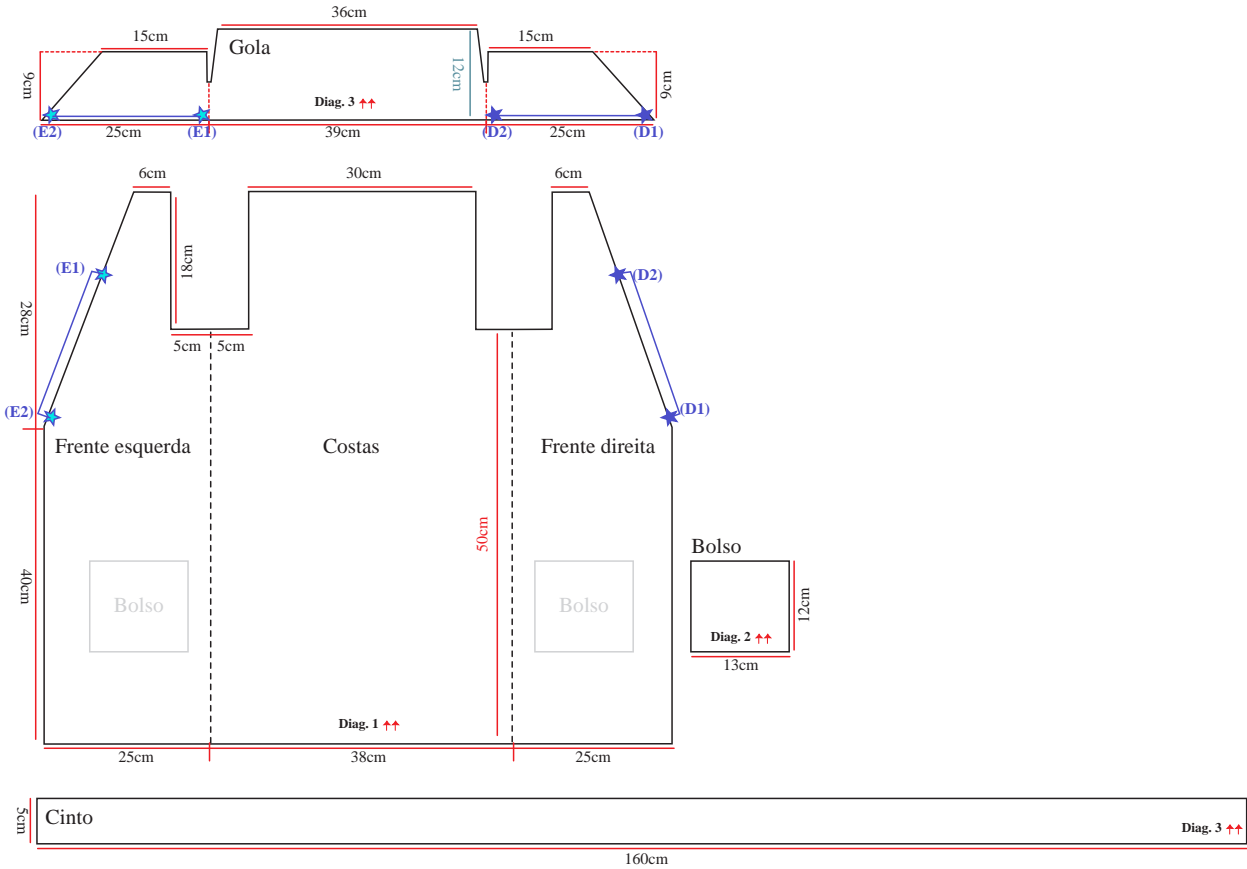 36cm
15cm
Gola
15cm
9cm
12cm
9cm
Diag. 3
(E2)
25cm
(E1)
39cm
(D2)
25cm
(D1)
6cm
30cm
6cm
18cm
(E1)
(D2)
28cm
5cm
5cm
(E2)
(D1)
Frente esquerda
Costas
Frente direita
50cm
Bolso
40cm
Bolso
Bolso
12cm
Diag. 2
13cm
Diag. 1
25cm
38cm
25cm
5cm
Cinto
Diag. 3
160cm